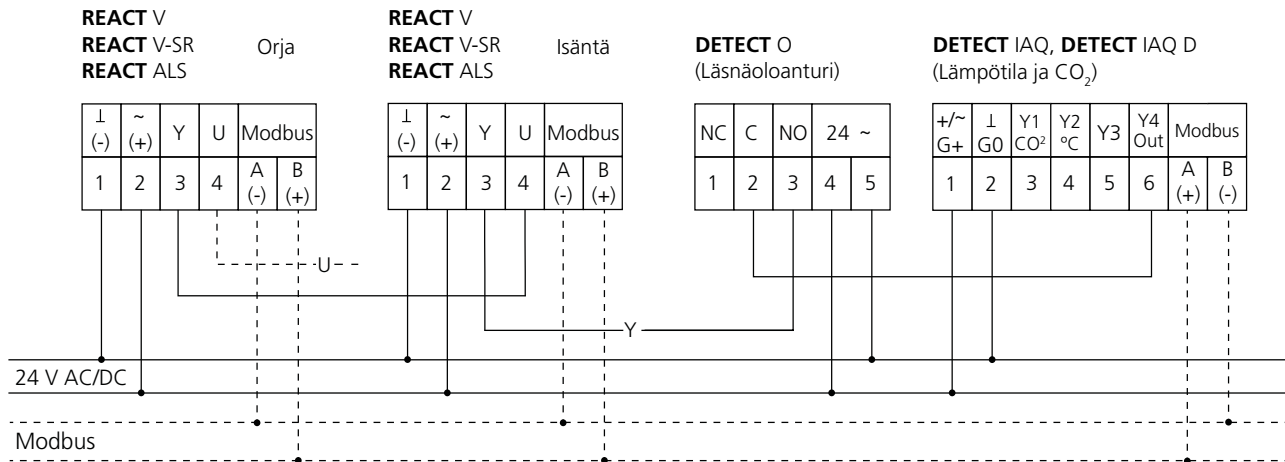 REACT V
REACT V-SR Orja
REACT ALS
⊥ (-) ~ (+) Y U Modbus
1 2 3 4 A (-) B (+)
REACT V
REACT V-SR Isäntä
REACT ALS
⊥ (-) ~ (+) Y U Modbus
1 2 3 4 A (-) B (+)
DETECT O
(Läsnäoloanturi)
NC C NO 24 ~
1 2 3 4 5
DETECT IAQ, DETECT IAQ D
(Lämpötila ja CO₂)
+/~ G+ ⊥ G0 Y1 CO² Y2 ºC Y3 Y4 Out Modbus
1 2 3 4 5 6 A (+) B (-)
U
Y
24 V AC/DC
Modbus